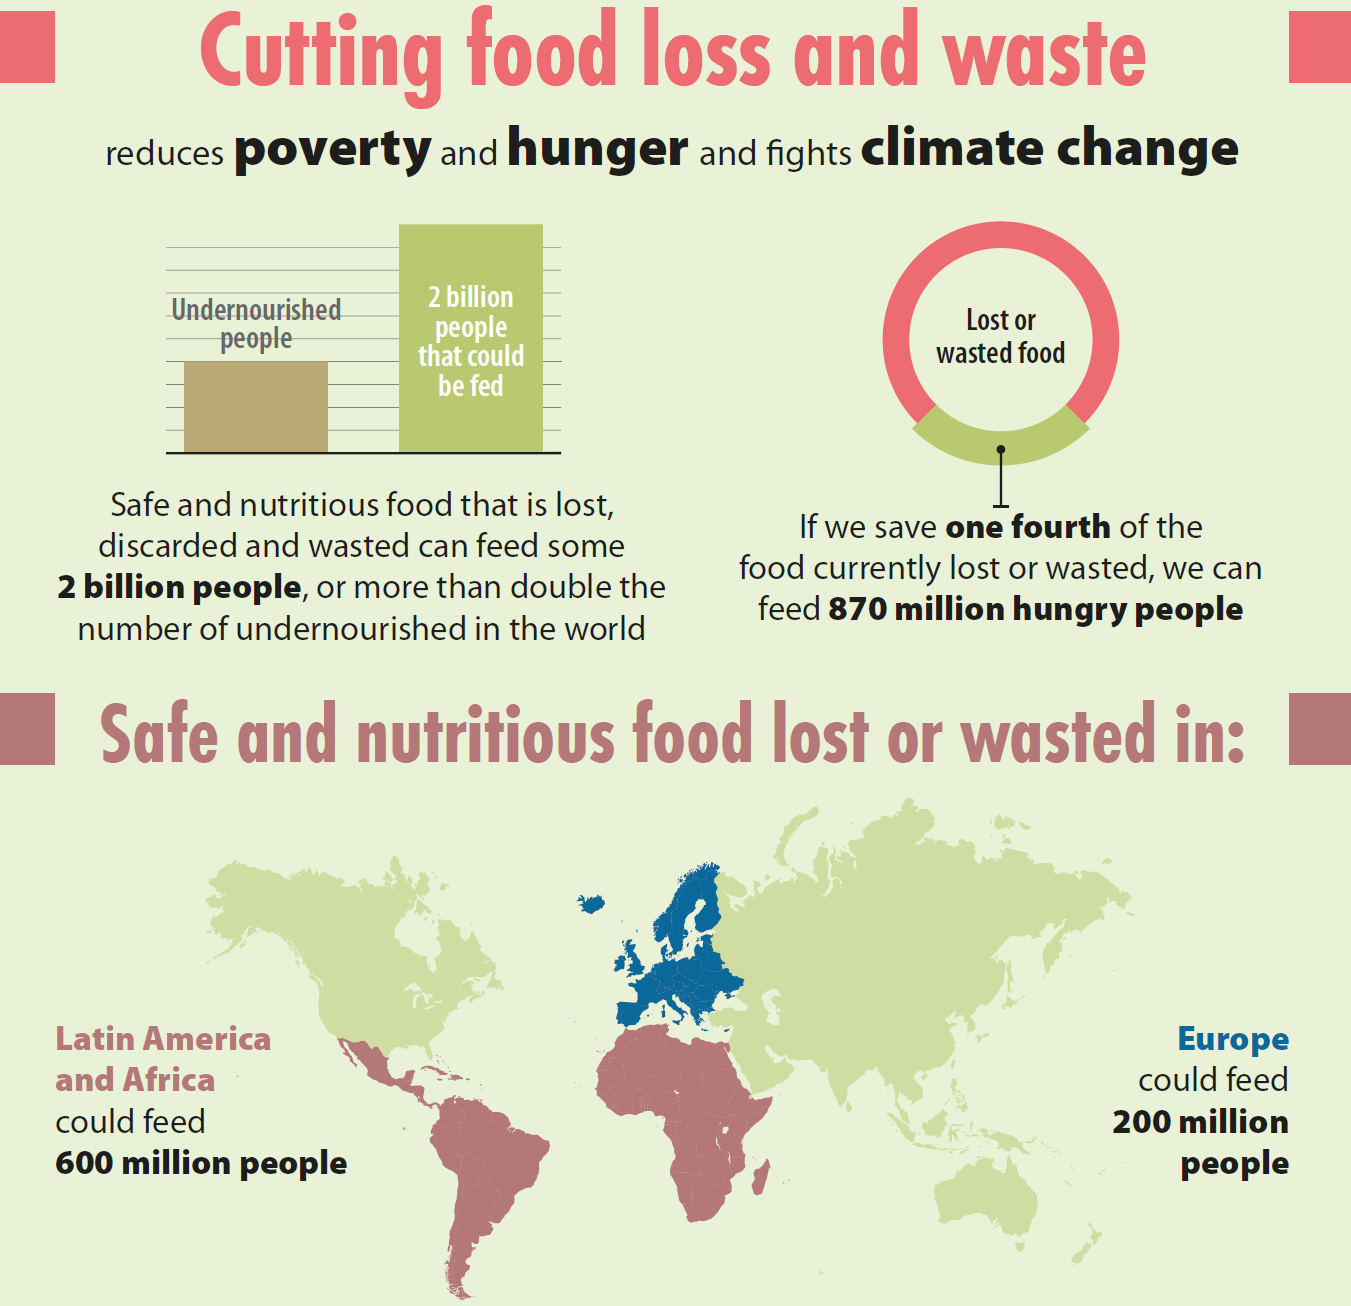 Cutting food loss and waste
reduces poverty and hunger and fights climate change
Undernourished
people
2 billion
people
that could
be fed
Safe and nutritious food that is lost,
discarded and wasted can feed some
2 billion people, or more than double the
number of undernourished in the world
Lost or
wasted food
If we save one fourth of the
food currently lost or wasted, we can
feed 870 million hungry people
Safe and nutritious food lost or wasted in:
Latin America
and Africa
could feed
600 million people
Europe
could feed
200 million
people